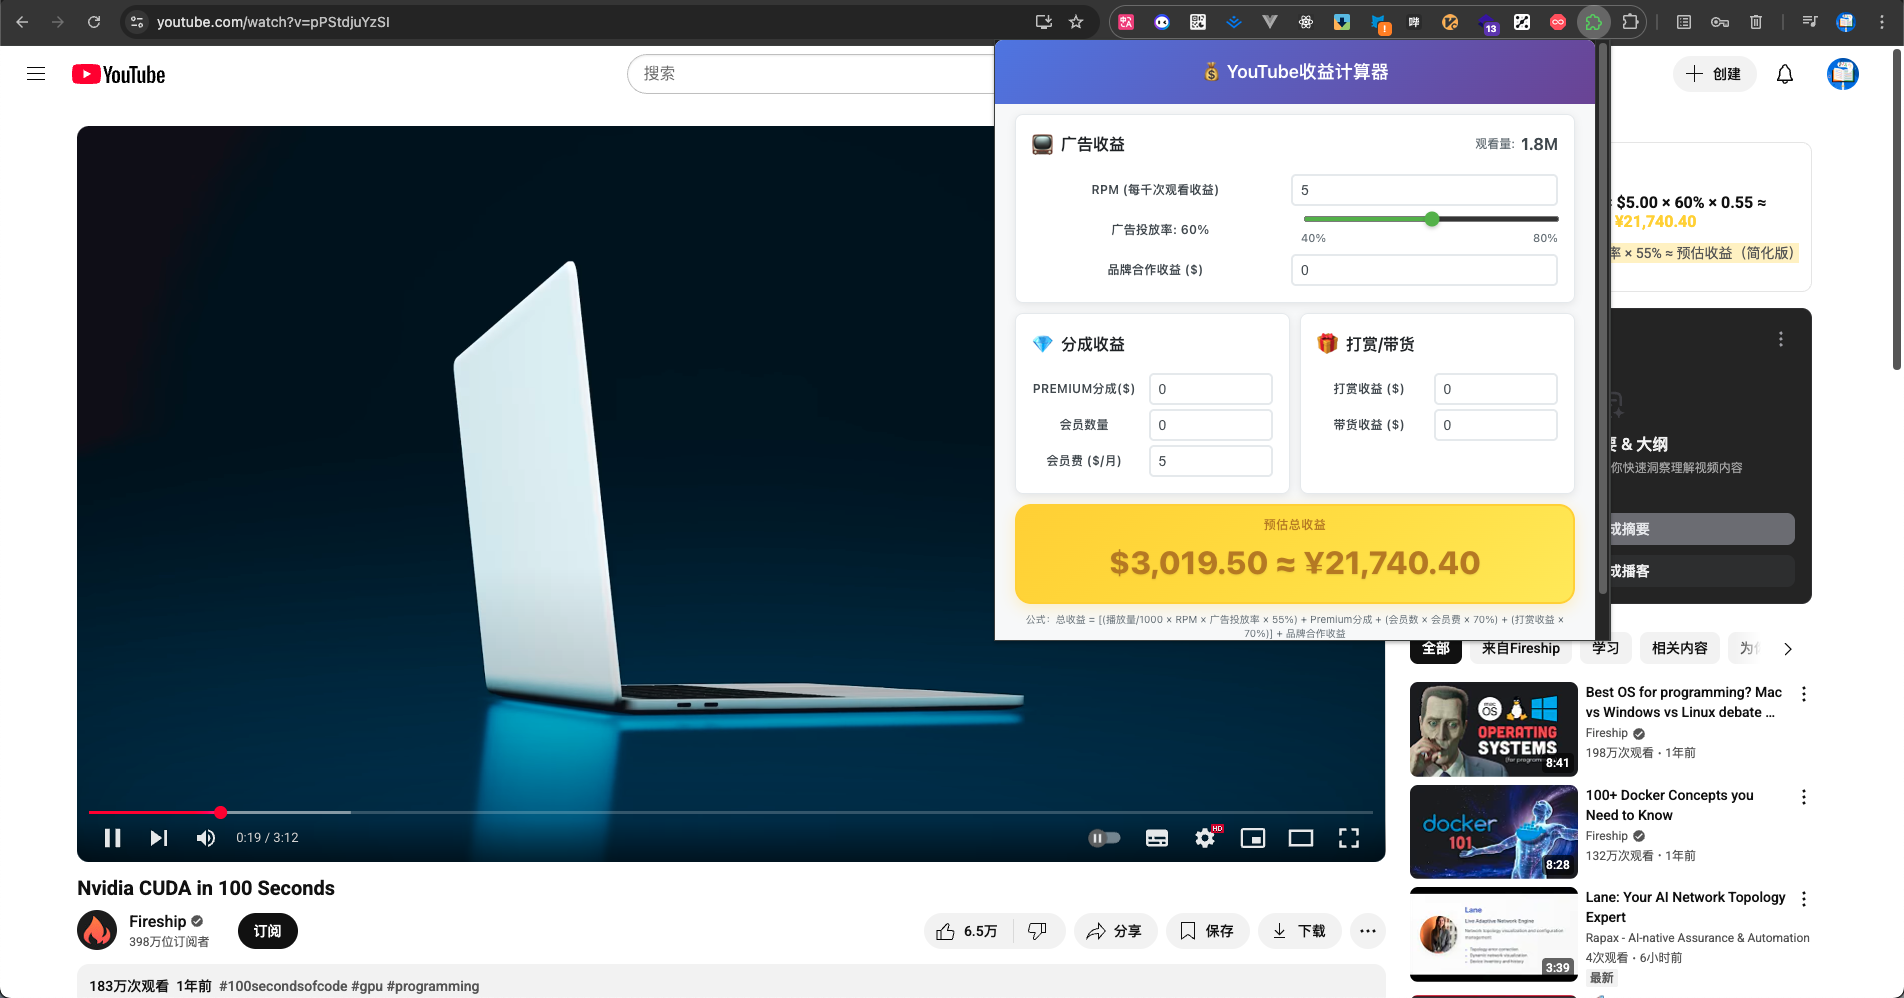 youtube.com/watch?v=pPStdjuYzSI
13
YouTube
搜索
创建
💰 YouTube收益计算器
广告收益
观看量: 1.8M
RPM (每千次观看收益)
5
广告投放率: 60%
40%
80%
品牌合作收益 ($)
0
分成收益
PREMIUM分成($)
0
会员数量
0
会员费 ($/月)
5
打赏/带货
打赏收益 ($)
0
带货收益 ($)
0
预估总收益
$3,019.50 ≈ ¥21,740.40
公式: 总收益 = [(播放量/1000 × RPM × 广告投放率 × 55%) + Premium分成 + (会员数 × 会员费 × 70%) + (打赏收益 ×
70%)] + 品牌合作收益
$5.00 × 60% × 0.55 ≈
¥21,740.40
率 × 55% ≈ 预估收益（简化版）
& 大纲
你快速洞察理解视频内容
成摘要
成播客
0:19 / 3:12
HD
Nvidia CUDA in 100 Seconds
Fireship
398万位订阅者
订阅
6.5万
分享
保存
下载
183万次观看 1年前 #100secondsofcode #gpu #programming
全部
来自Fireship
学习
相关内容
为
macOS
OPERATING
SYSTEMS
8:41
Best OS for programming? Mac
vs Windows vs Linux debate ...
Fireship
198万次观看・1年前
docker
101
8:28
100+ Docker Concepts you
Need to Know
Fireship
132万次观看・1年前
Lane
3:39
Lane: Your AI Network Topology
Expert
Rapax - AI-native Assurance & Automation
4次观看・6小时前
最新